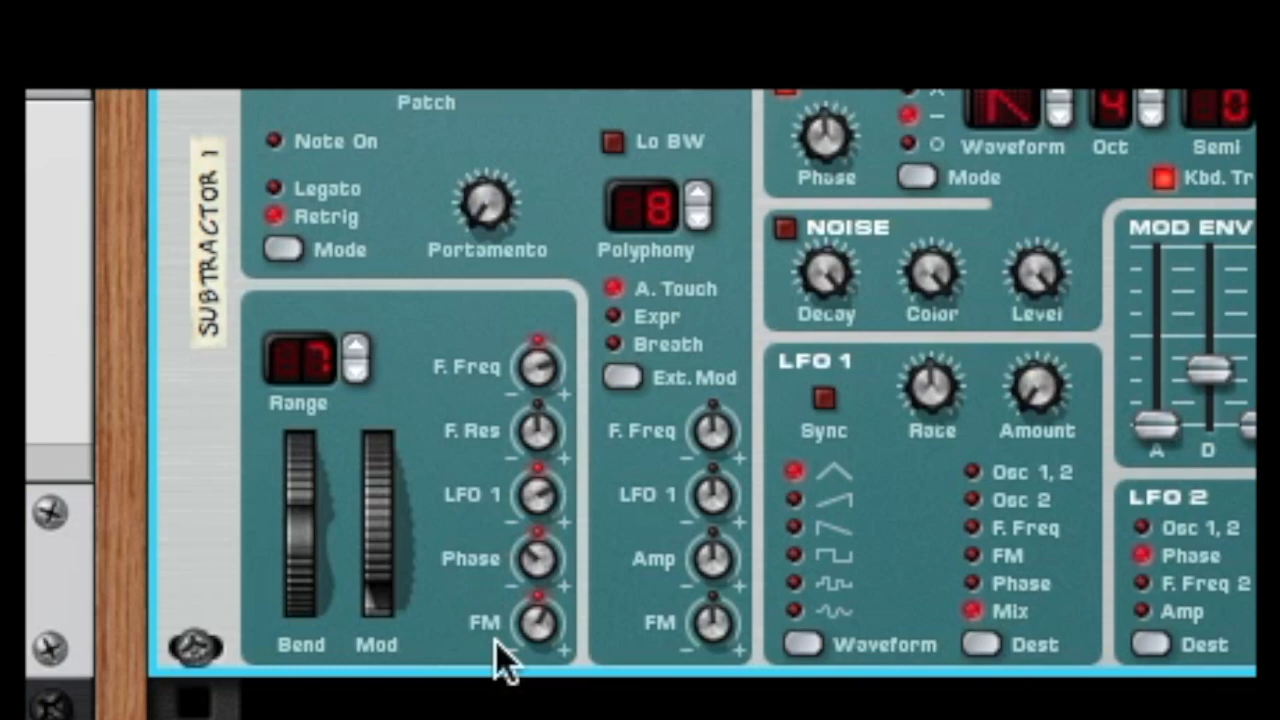 Patch
Note On
Lo BW
Legato
Retrig
Mode
Portamento
8
Polyphony
SUBTRACTOR 1
A. Touch
Expr
Breath
Ext. Mod
7
Range
F. Freq
F. Res
LFO 1
Phase
FM
Bend
Mod
F. Freq
LFO 1
Amp
FM
Phase
Mode
Waveform
4
Oct
0
Semi
Kbd. Tr
NOISE
Decay
Color
Level
LFO 1
Sync
Rate
Amount
Osc 1, 2
Osc 2
F. Freq
FM
Phase
Mix
Waveform
Dest
MOD ENV
A
D
LFO 2
Osc 1, 2
Phase
F. Freq 2
Amp
Dest